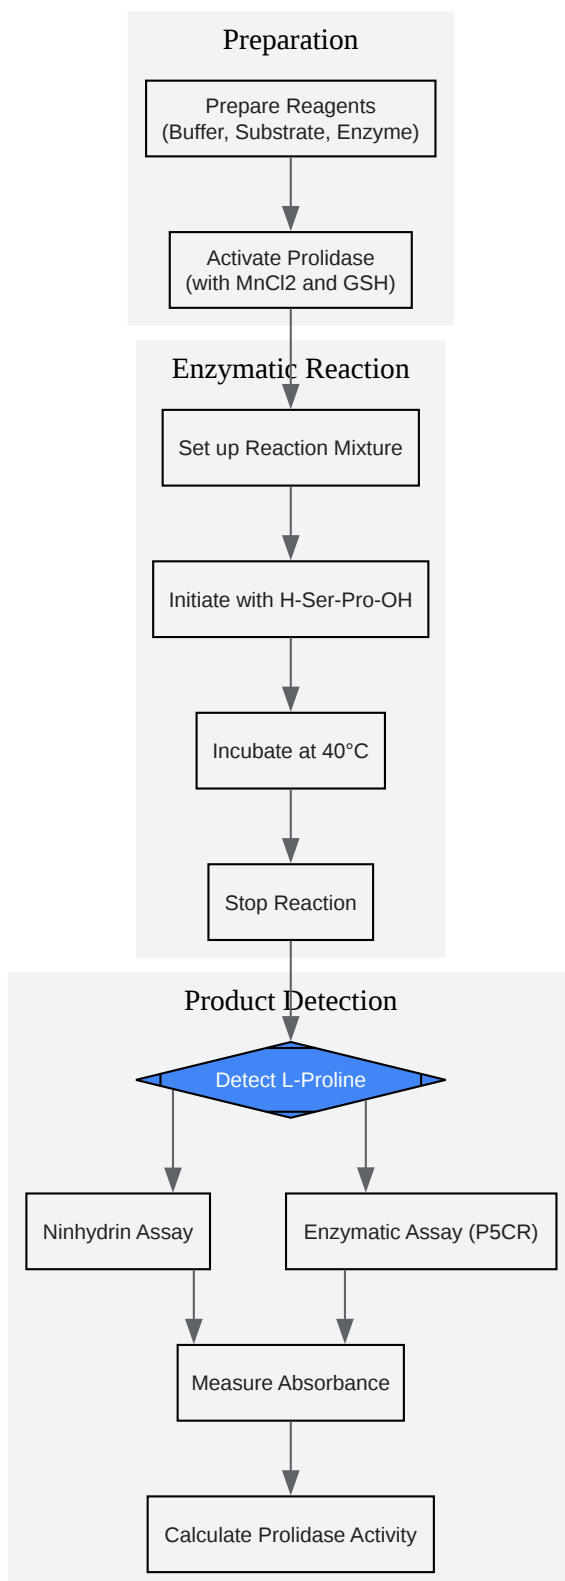 Preparation
Prepare Reagents
(Buffer, Substrate, Enzyme)
Activate Prolidase
(with MnCl2 and GSH)
Enzymatic Reaction
Set up Reaction Mixture
Initiate with H-Ser-Pro-OH
Incubate at 40°C
Stop Reaction
Product Detection
Detect L-Proline
Ninhydrin Assay
Enzymatic Assay (P5CR)
Measure Absorbance
Calculate Prolidase Activity